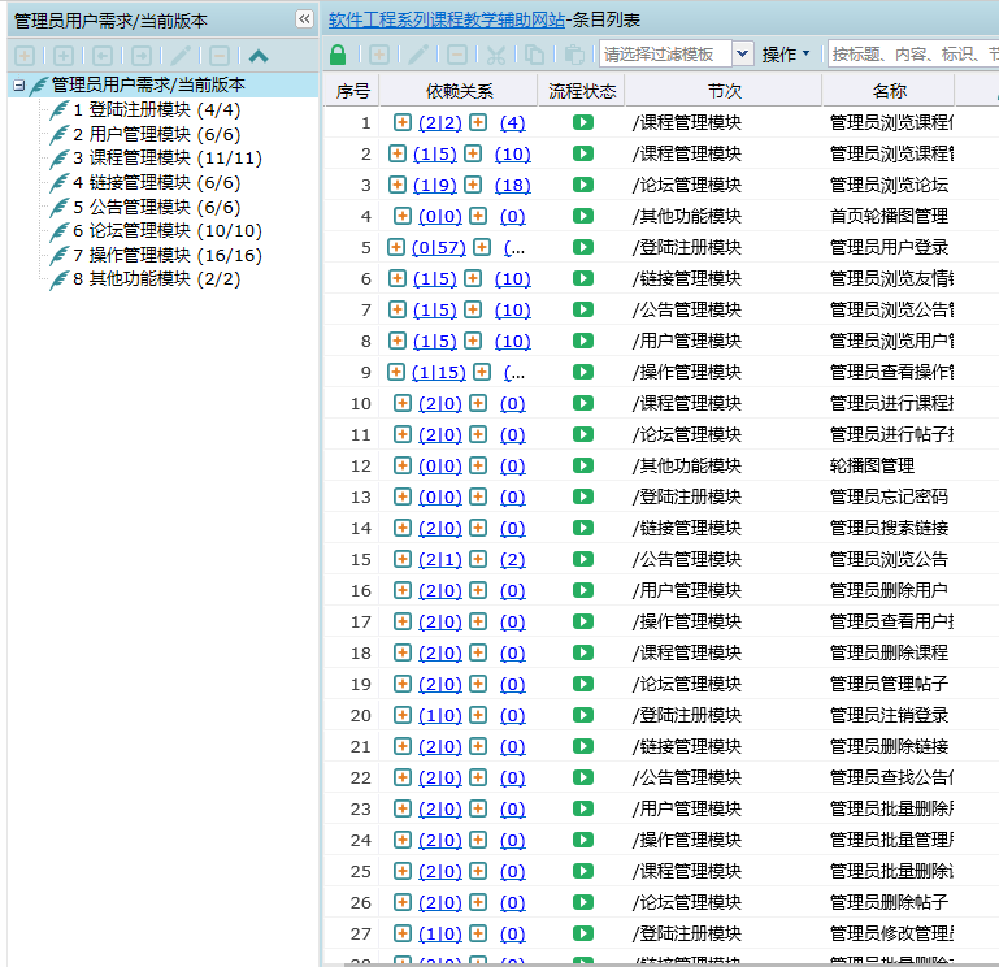 管理员用户需求/当前版本
管理员用户需求/当前版本
1 登陆注册模块 (4/4)
2 用户管理模块 (6/6)
3 课程管理模块 (11/11)
4 链接管理模块 (6/6)
5 公告管理模块 (6/6)
6 论坛管理模块 (10/10)
7 操作管理模块 (16/16)
8 其他功能模块 (2/2)
软件工程系列课程教学辅助网站-条目列表
请选择过滤模板 操作 按标题、内容、标识、节
序号 依赖关系 流程状态 节次 名称
1 (2|2) (4) /课程管理模块 管理员浏览课程
2 (1|5) (10) /课程管理模块 管理员浏览课程
3 (1|9) (18) /论坛管理模块 管理员浏览论坛
4 (0|0) (0) /其他功能模块 首页轮播图管理
5 (0|57) (... /登陆注册模块 管理员用户登录
6 (1|5) (10) /链接管理模块 管理员浏览友情
7 (1|5) (10) /公告管理模块 管理员浏览公告
8 (1|5) (10) /用户管理模块 管理员浏览用户
9 (1|15) (... /操作管理模块 管理员查看操作
10 (2|0) (0) /课程管理模块 管理员进行课程
11 (2|0) (0) /论坛管理模块 管理员进行帖子
12 (0|0) (0) /其他功能模块 轮播图管理
13 (0|0) (0) /登陆注册模块 管理员忘记密码
14 (2|0) (0) /链接管理模块 管理员搜索链接
15 (2|1) (2) /公告管理模块 管理员浏览公告
16 (2|0) (0) /用户管理模块 管理员删除用户
17 (2|0) (0) /操作管理模块 管理员查看用户
18 (2|0) (0) /课程管理模块 管理员删除课程
19 (2|0) (0) /论坛管理模块 管理员管理帖子
20 (1|0) (0) /登陆注册模块 管理员注销登录
21 (2|0) (0) /链接管理模块 管理员删除链接
22 (2|0) (0) /公告管理模块 管理员查找公告
23 (2|0) (0) /用户管理模块 管理员批量删除
24 (2|0) (0) /操作管理模块 管理员批量管理
25 (2|0) (0) /课程管理模块 管理员批量删除
26 (2|0) (0) /论坛管理模块 管理员删除帖子
27 (1|0) (0) /登陆注册模块 管理员修改管理
28 (2|0) (0) /链接管理模块 管理员批量删除